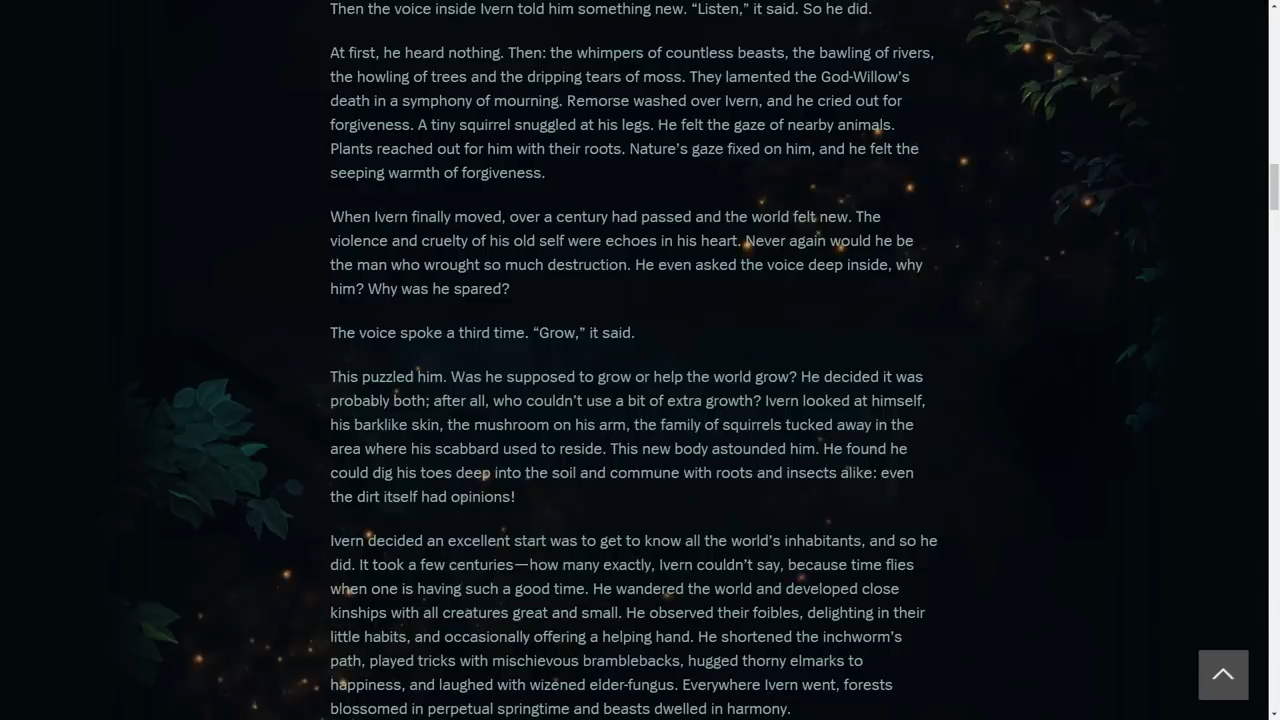 Then the voice inside Ivern told him something new. “Listen,” it said. So he did.
At first, he heard nothing. Then: the whimpers of countless beasts, the bawling of rivers,
the howling of trees and the dripping tears of moss. They lamented the God-Willow’s
death in a symphony of mourning. Remorse washed over Ivern, and he cried out for
forgiveness. A tiny squirrel snuggled at his legs. He felt the gaze of nearby animals.
Plants reached out for him with their roots. Nature’s gaze fixed on him, and he felt the
seeping warmth of forgiveness.
When Ivern finally moved, over a century had passed and the world felt new. The
violence and cruelty of his old self were echoes in his heart. Never again would he be
the man who wrought so much destruction. He even asked the voice deep inside, why
him? Why was he spared?
The voice spoke a third time. “Grow,” it said.
This puzzled him. Was he supposed to grow or help the world grow? He decided it was
probably both; after all, who couldn’t use a bit of extra growth? Ivern looked at himself,
his barklike skin, the mushroom on his arm, the family of squirrels tucked away in the
area where his scabbard used to reside. This new body astounded him. He found he
could dig his toes deep into the soil and commune with roots and insects alike: even
the dirt itself had opinions!
Ivern decided an excellent start was to get to know all the world’s inhabitants, and so he
did. It took a few centuries—how many exactly, Ivern couldn’t say, because time flies
when one is having such a good time. He wandered the world and developed close
kinships with all creatures great and small. He observed their foibles, delighting in their
little habits, and occasionally offering a helping hand. He shortened the inchworm’s
path, played tricks with mischievous bramblebacks, hugged thorny elmarks to
happiness, and laughed with wizened elder-fungus. Everywhere Ivern went, forests
blossomed in perpetual springtime and beasts dwelled in harmony.